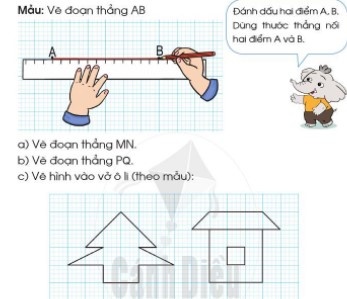 Mẫu: Vẽ đoạn thẳng AB
Đánh dấu hai điểm A, B.
Dùng thước thẳng nối
hai điểm A và B.
A
B
a) Vẽ đoạn thẳng MN.
b) Vẽ đoạn thẳng PQ.
c) Vẽ hình vào vở ô li (theo mẫu):
Cánh Diều